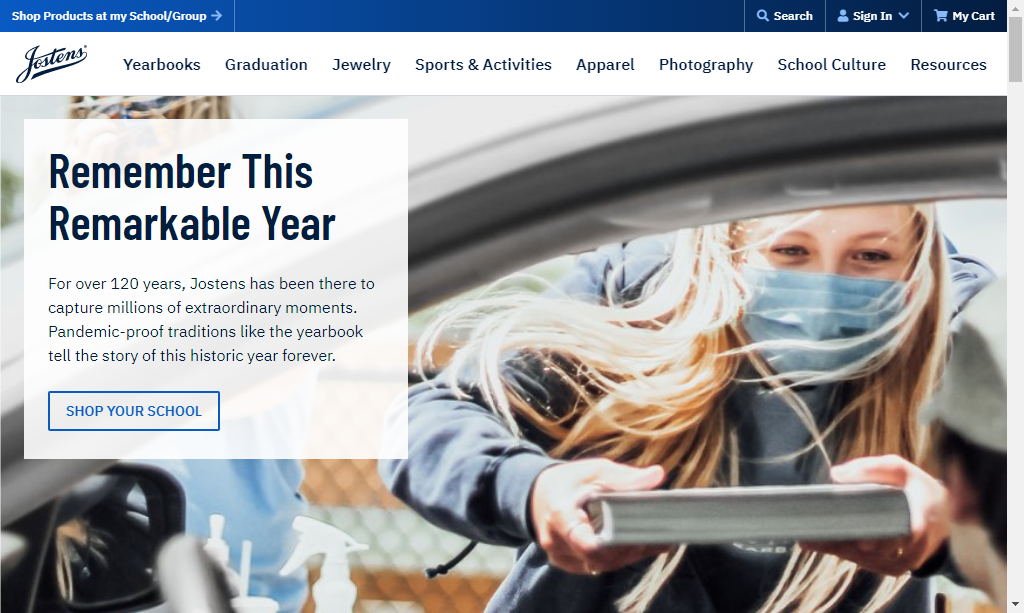 Shop Products at my School/Group
Search
Sign In
My Cart
Jostens
Yearbooks
Graduation
Jewelry
Sports & Activities
Apparel
Photography
School Culture
Resources
Remember This
Remarkable Year
For over 120 years, Jostens has been there to
capture millions of extraordinary moments.
Pandemic-proof traditions like the yearbook
tell the story of this historic year forever.
SHOP YOUR SCHOOL